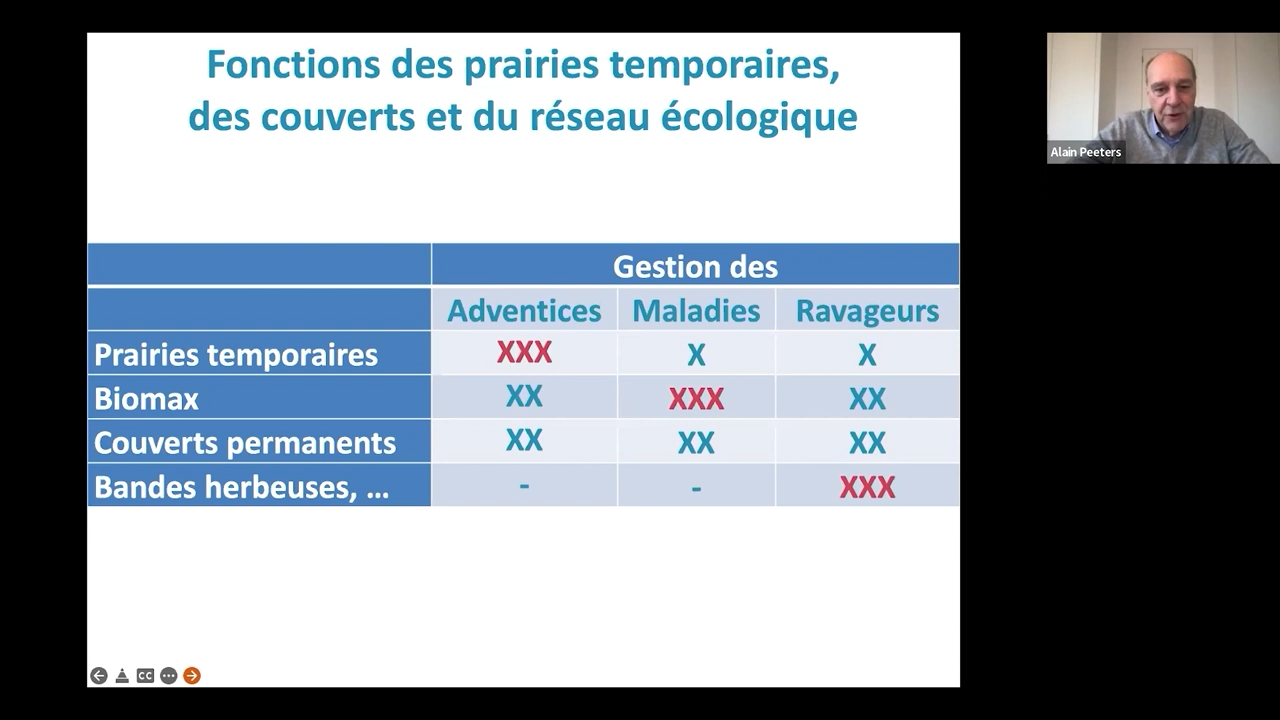 Fonctions des prairies temporaires,
des couverts et du réseau écologique
Alain Peeters
Gestion des
Adventices Maladies Ravageurs
Prairies temporaires XXX X X
Biomax XX XXX XX
Couverts permanents XX XX XX
Bandes herbeuses, ... - - XXX
CC